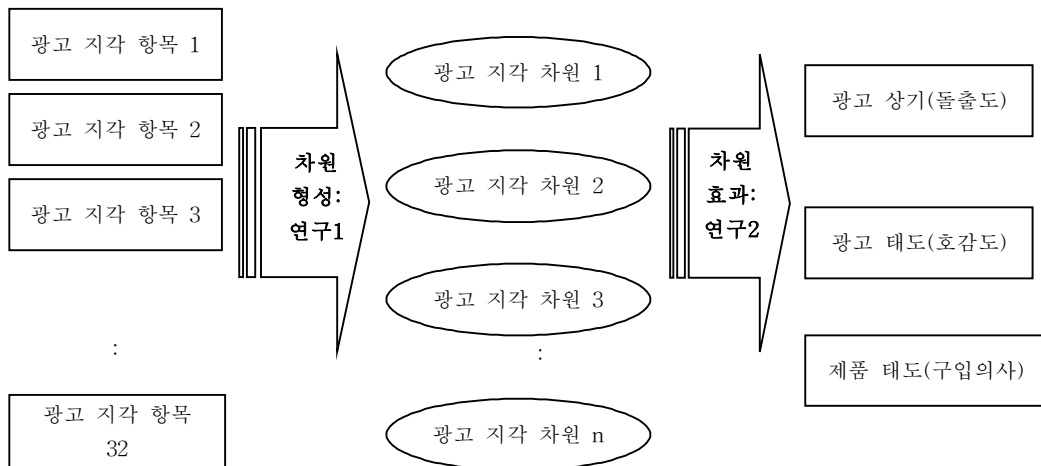 광고 지각 항목 1
광고 지각 항목 2
광고 지각 항목 3
:
광고 지각 항목
32
차원
형성:
연구1
광고 지각 차원 1
광고 지각 차원 2
광고 지각 차원 3
:
광고 지각 차원 n
차원
효과:
연구2
광고 상기(돌출도)
광고 태도(호감도)
제품 태도(구입의사)